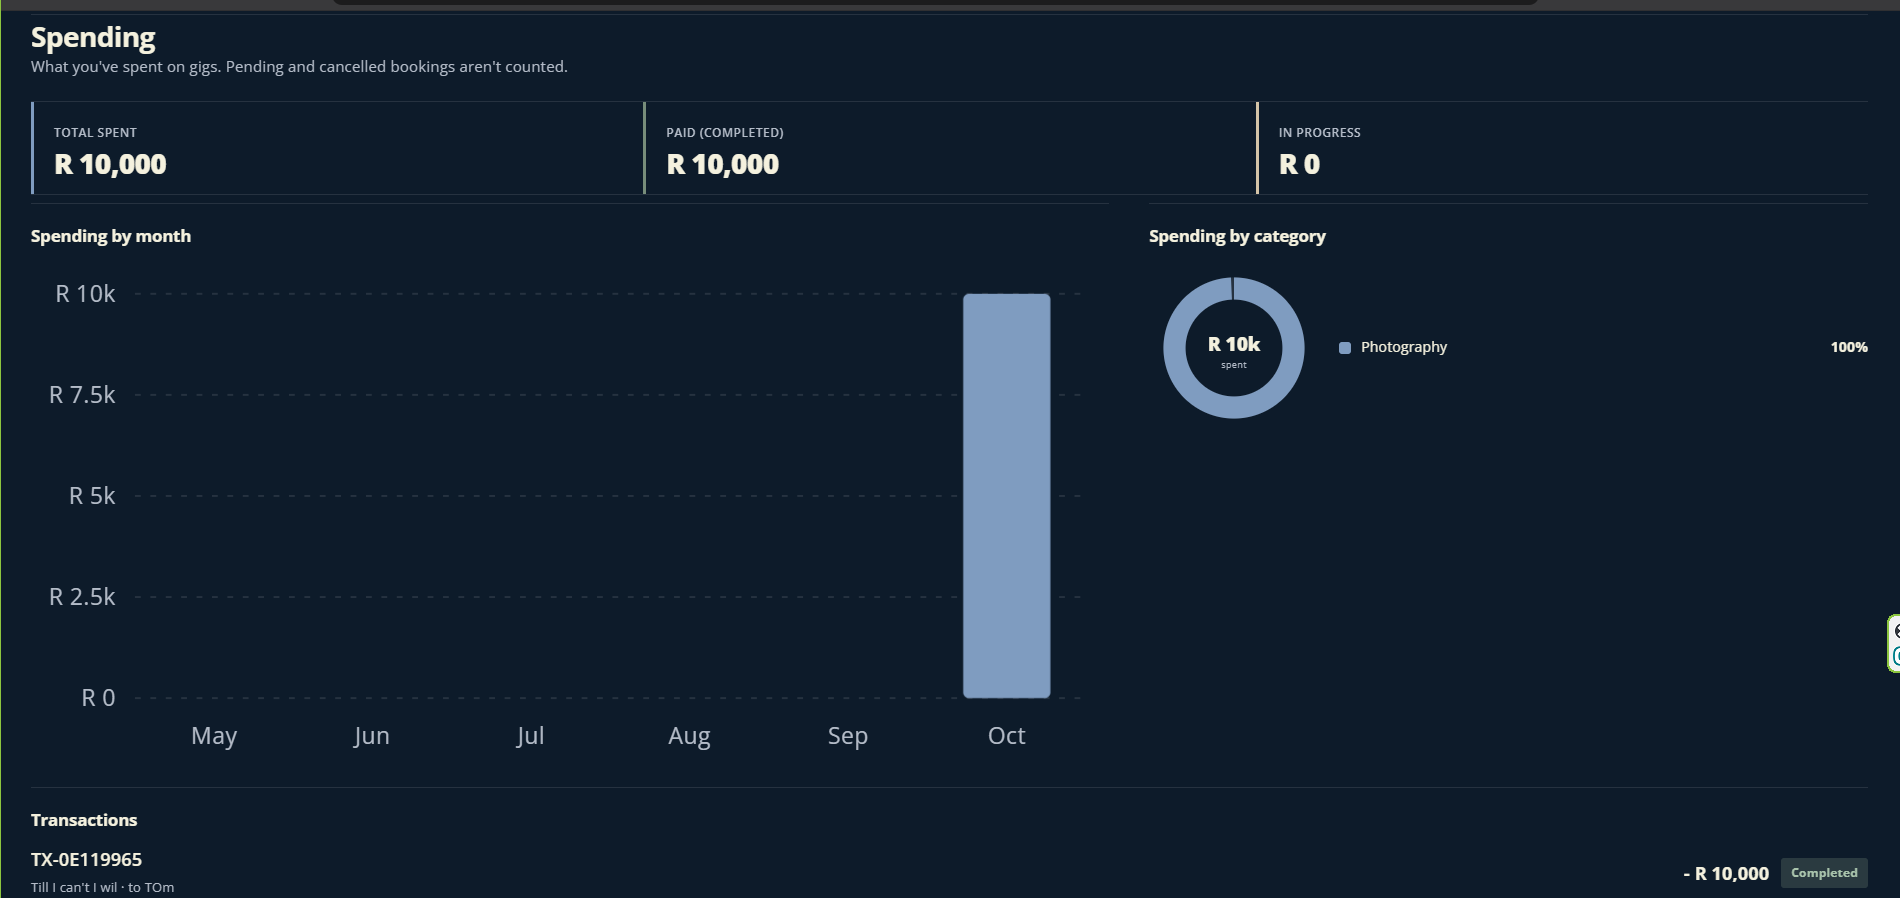 Spending
What you've spent on gigs. Pending and cancelled bookings aren't counted.
TOTAL SPENT
R 10,000
PAID (COMPLETED)
R 10,000
IN PROGRESS
R 0
Spending by month
R 10k
R 7.5k
R 5k
R 2.5k
R 0
May Jun Jul Aug Sep Oct
Spending by category
R 10k
spent
Photography 100%
Transactions
TX-0E119965
Till I can't I wil · to TOm
- R 10,000 Completed